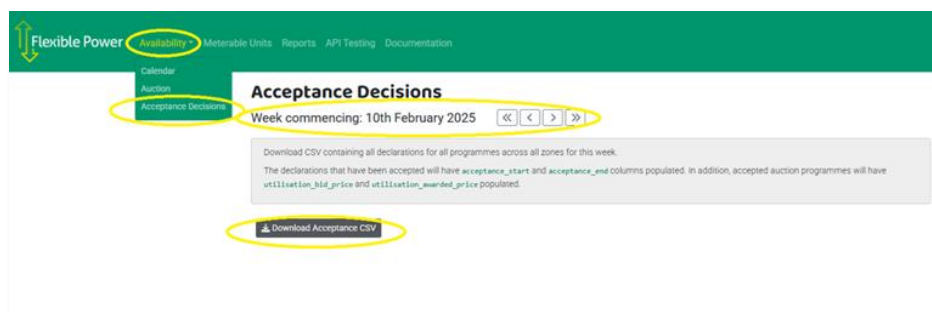 Flexible Power Availability Meterable Units Reports API Testing Documentation
Calendar
Auction
Acceptance Decisions
Acceptance Decisions
Week commencing: 10th February 2025 « < > »
Download CSV containing all declarations for all programmes across all zones for this week.
The declarations that have been accepted will have acceptance_start and acceptance_end columns populated. In addition, accepted auction programmes will have
utilisation_bid_price and utilisation_awarded_price populated.
Download Acceptance CSV